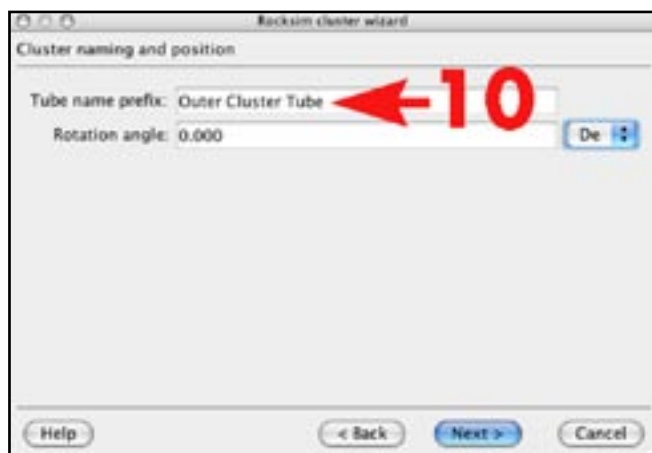 Rocksim cluster wizard
Cluster naming and position
Tube name prefix: Outer Cluster Tube 10
Rotation angle: 0.000 De
Help < Back Next > Cancel